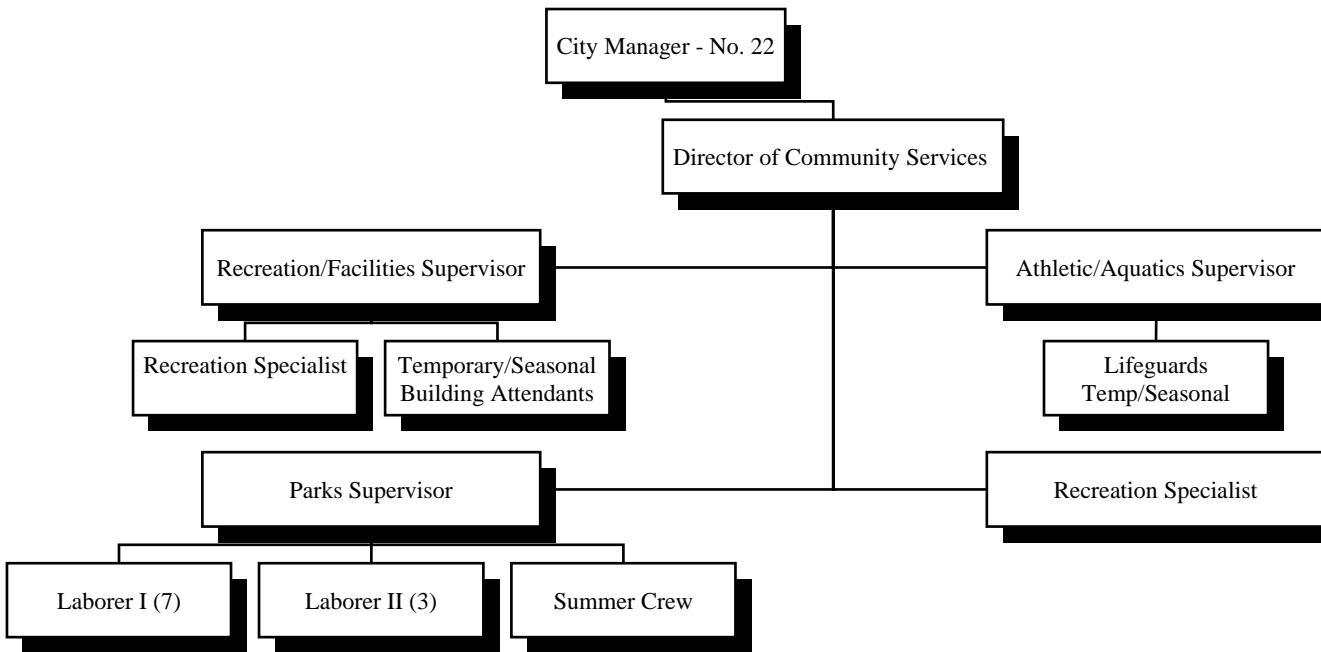 City Manager - No. 22
Director of Community Services
Recreation/Facilities Supervisor
Athletic/Aquatics Supervisor
Recreation Specialist
Temporary/Seasonal
Building Attendants
Lifeguards
Temp/Seasonal
Parks Supervisor
Recreation Specialist
Laborer I (7)
Laborer II (3)
Summer Crew